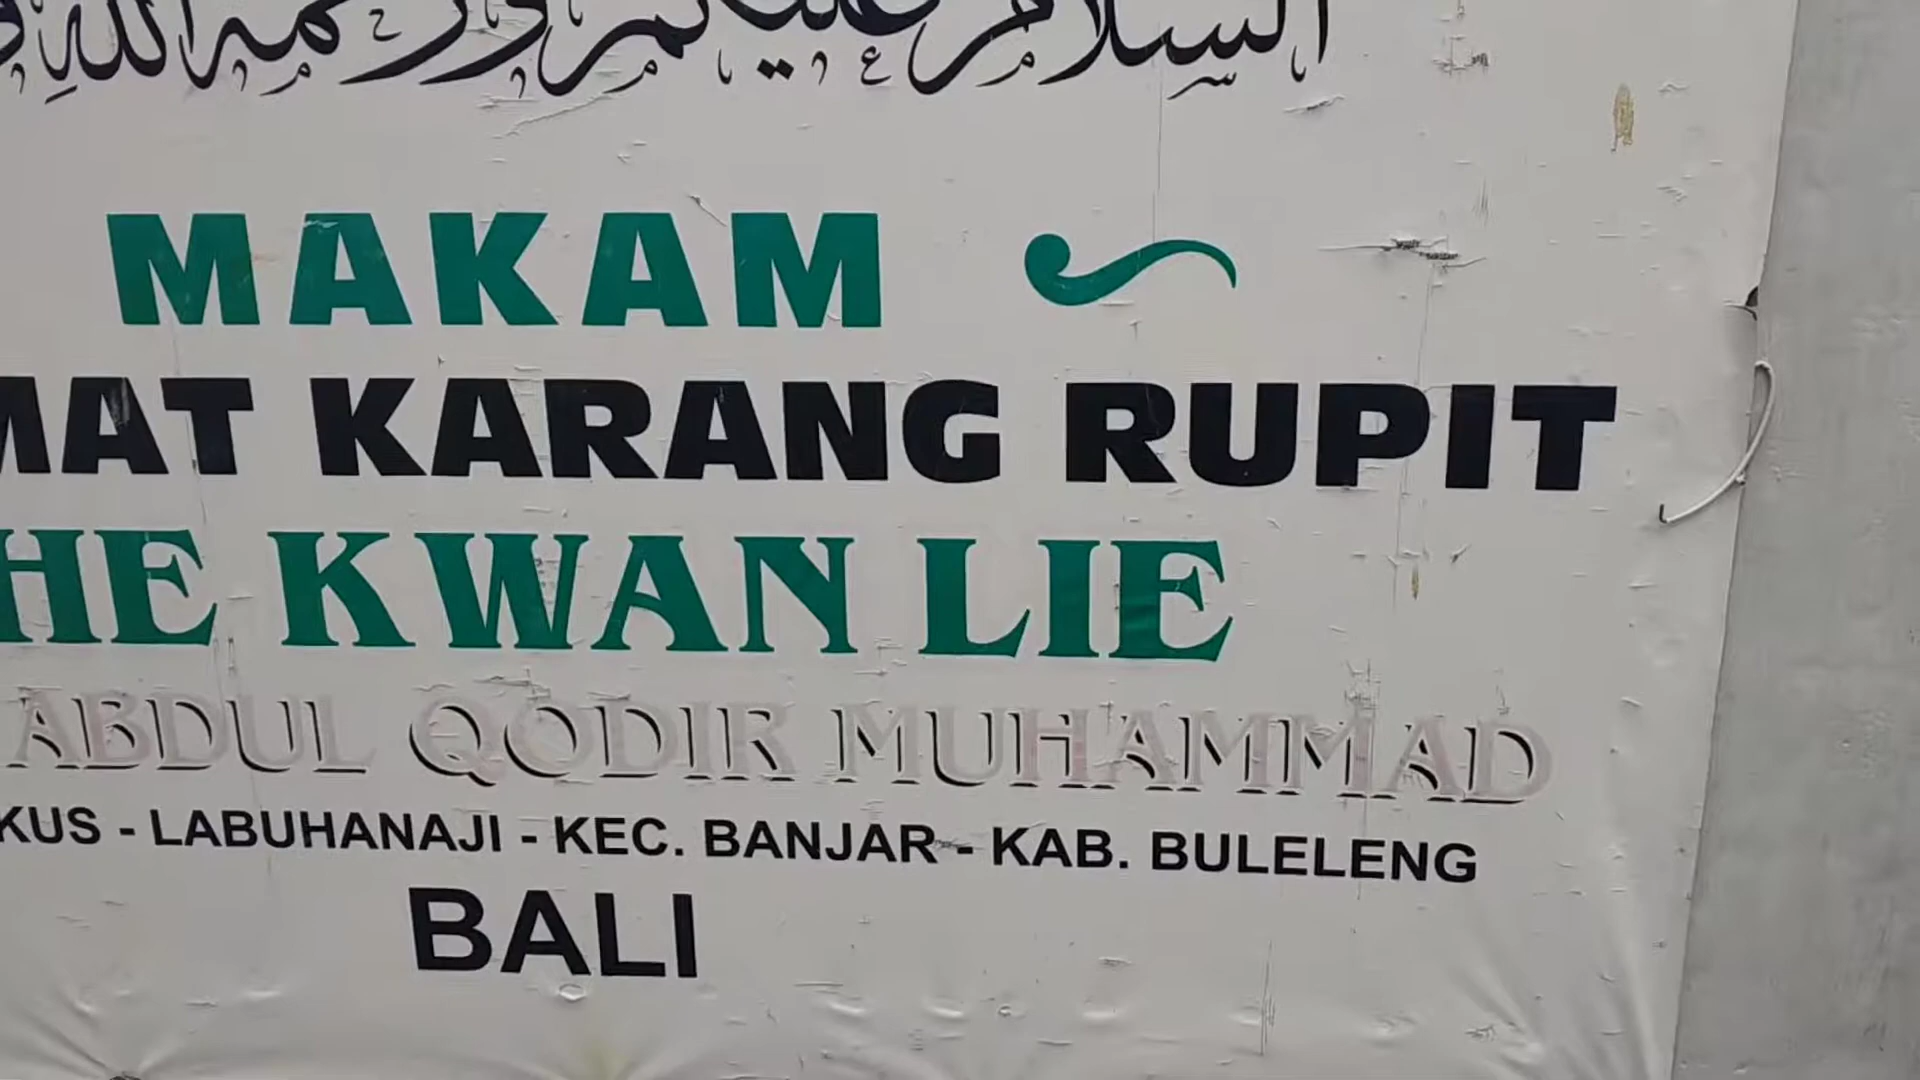 السلام عليكم ورحمة الله
MAKAM
MAT KARANG RUPIT
HE KWAN LIE
ABDUL QODIR MUHAMMAD
KUS - LABUHANAJI - KEC. BANJAR - KAB. BULELENG
BALI